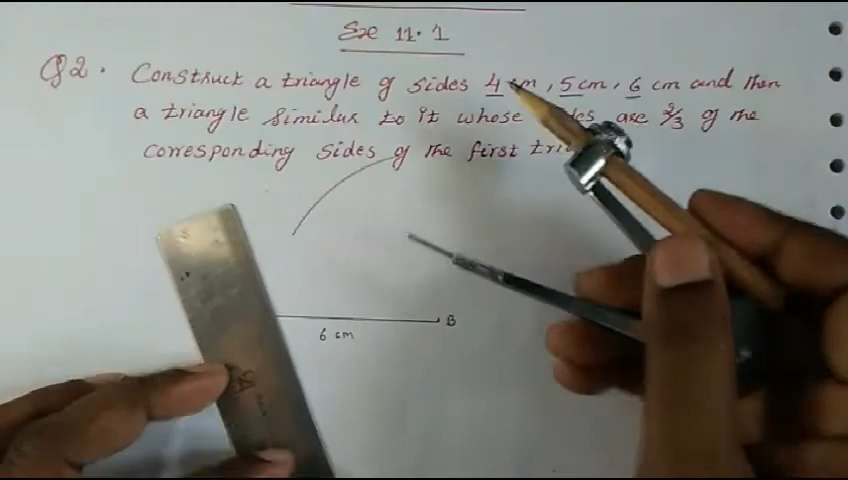 Exe 11.1
Q2. Construct a triangle of sides 4 cm, 5 cm, 6 cm and then
a triangle similar to it whose are 2/3 of the
corresponding sides of the first
B
6 cm